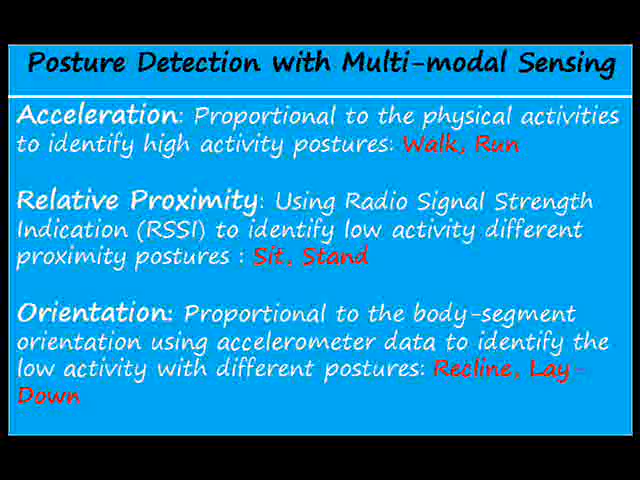 Posture Detection with Multi-modal Sensing
Acceleration: Proportional to the physical activities
to identify high activity postures: Walk, Run
Relative Proximity: Using Radio Signal Strength
Indication (RSSI) to identify low activity different
proximity postures : Sit, Stand
Orientation: Proportional to the body-segment
orientation using accelerometer data to identify the
low activity with different postures: Recline, Lay-
Down